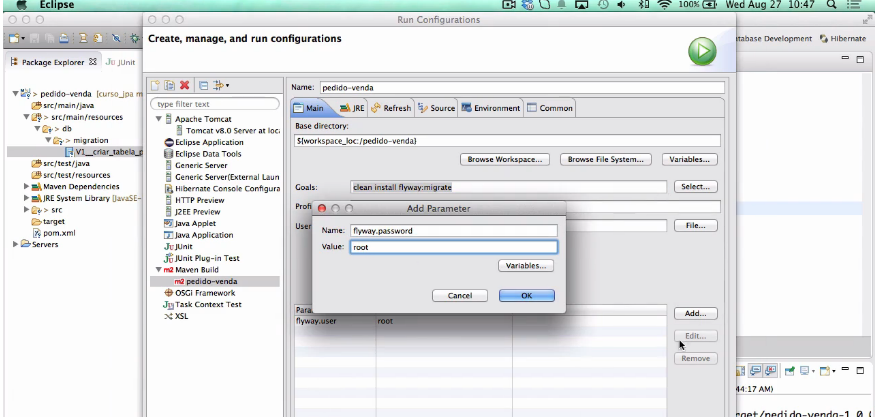 Eclipse
100%
Wed Aug 27 10:47
Run Configurations
Create, manage, and run configurations
Database Development
Hibernate
Package Explorer
JUnit
pedido-venda [curso_jpa m
src/main/java
> src/main/resources
> db
> migration
V1__criar_tabela_p
src/test/java
src/test/resources
Maven Dependencies
JRE System Library [JavaSE-
> src
target
pom.xml
Servers
type filter text
Apache Tomcat
Tomcat v8.0 Server at loca
Eclipse Application
Eclipse Data Tools
Generic Server
Generic Server(External Laun
Hibernate Console Configura
HTTP Preview
J2EE Preview
Java Applet
Java Application
JUnit
JUnit Plug-in Test
m2 Maven Build
m2 pedido-venda
OSGi Framework
Task Context Test
XSL
Name: pedido-venda
Main
JRE
Refresh
Source
Environment
Common
Base directory:
${workspace_loc:/pedido-venda}
Browse Workspace...
Browse File System...
Variables...
Goals: clean install flyway:migrate
Select...
Profi
User
File...
Add Parameter
Name: flyway.password
Value: root
Variables...
Cancel
OK
Para
flyway.user root
Add...
Edit...
Remove
44:17 AM)
rget/pedido-venda-1.0.0